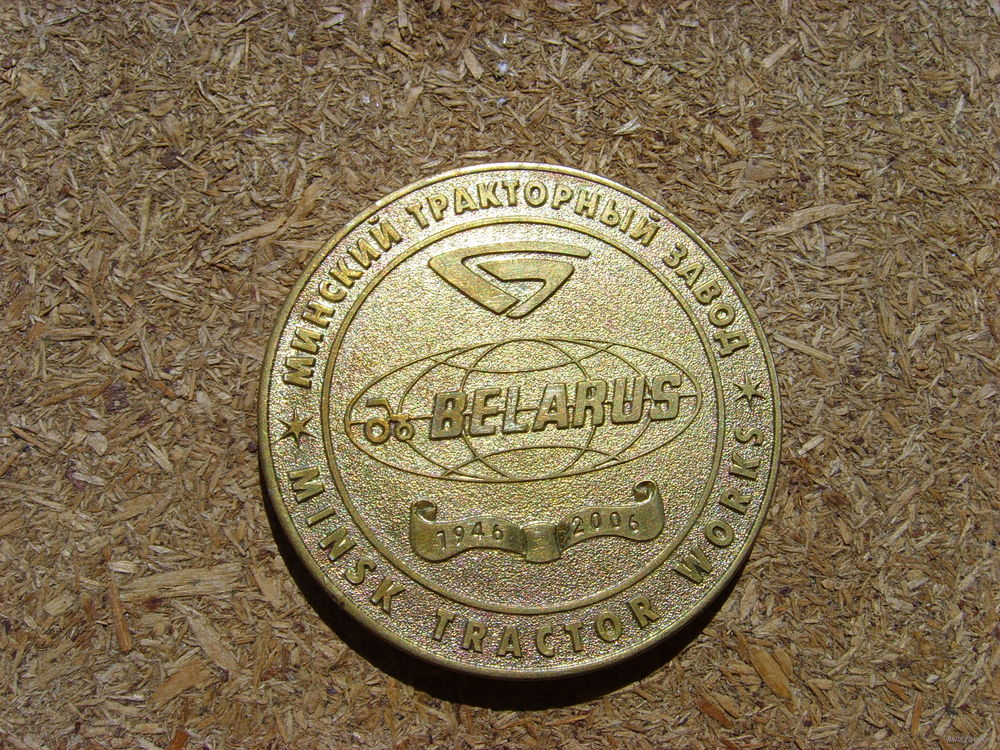 МИНСКИЙ ТРАКТОРНЫЙ ЗАВОД
BELARUS
1946 2006
MINSK TRACTOR WORKS